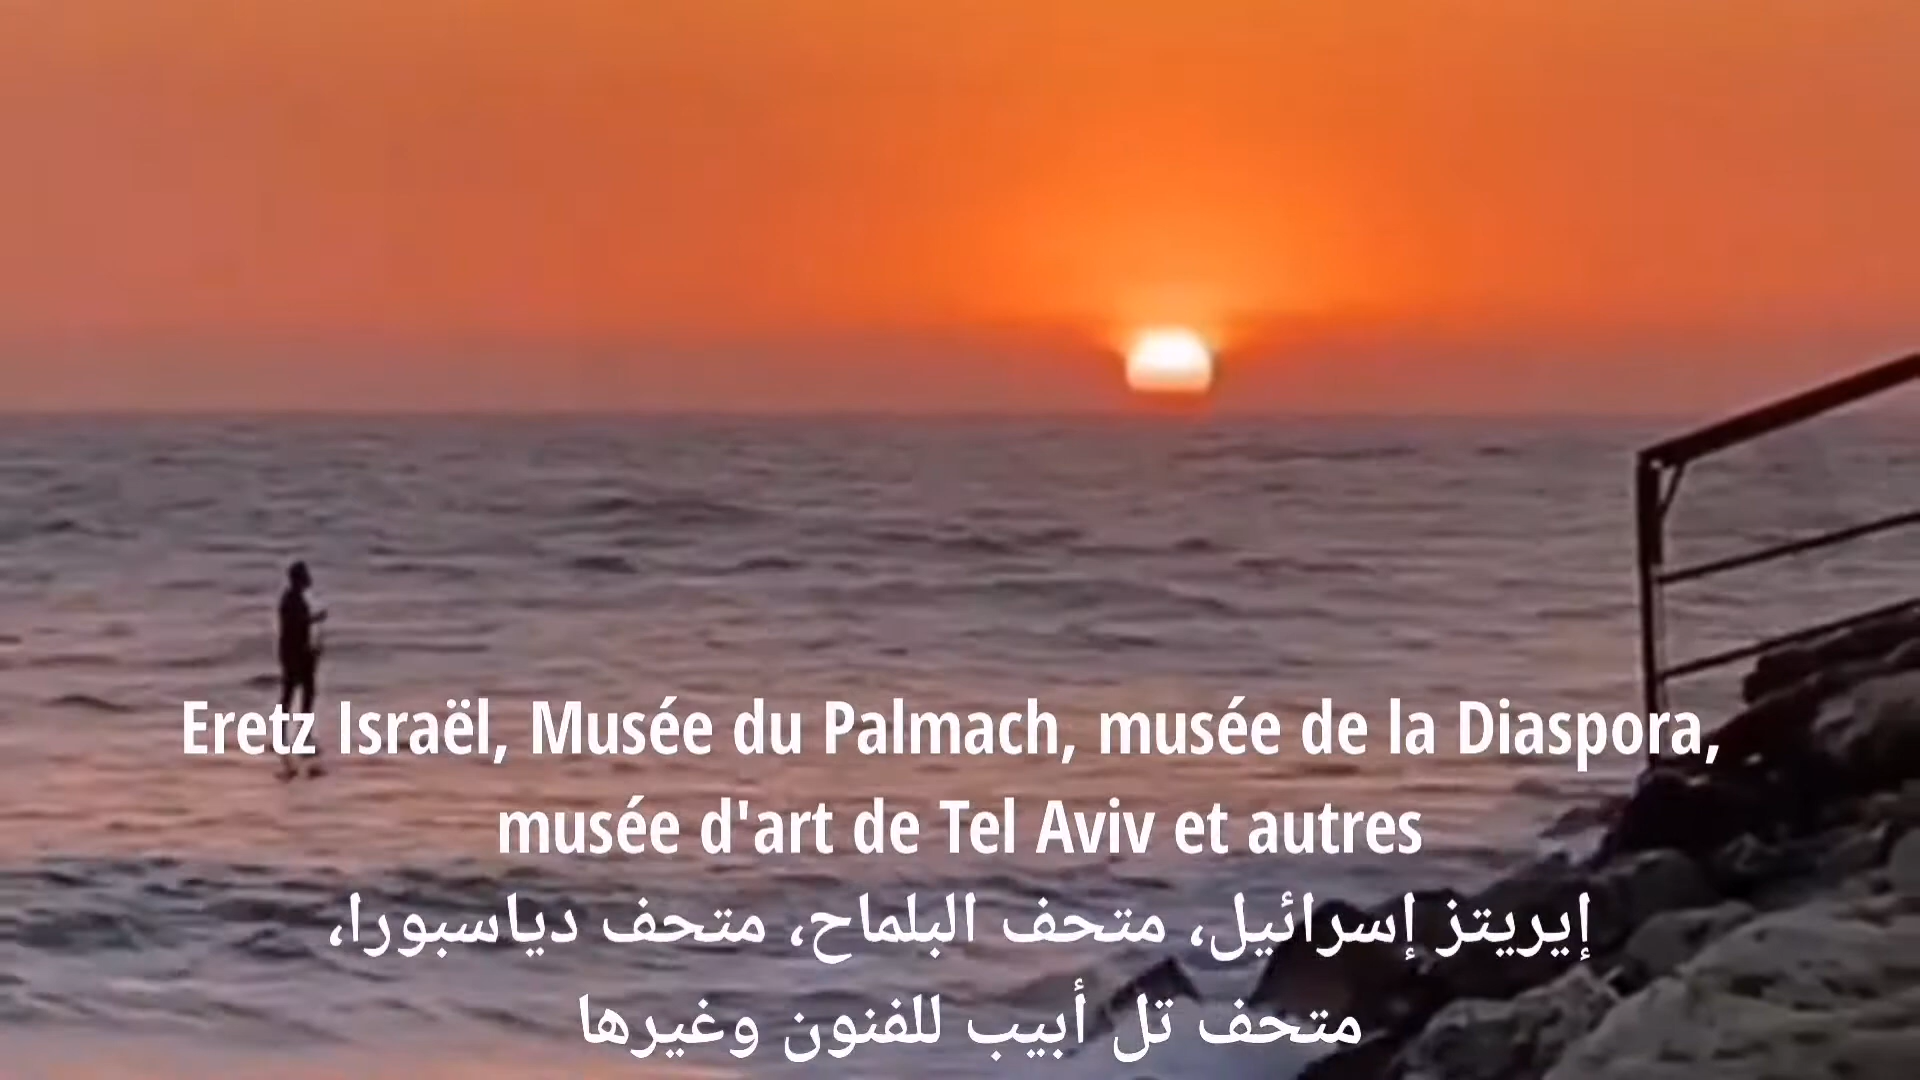 Eretz Israël, Musée du Palmach, musée de la Diaspora,
musée d'art de Tel Aviv et autres
إيريتز إسرائيل، متحف البلماح، متحف دياسبورا،
متحف تل أبيب للفنون وغيرها